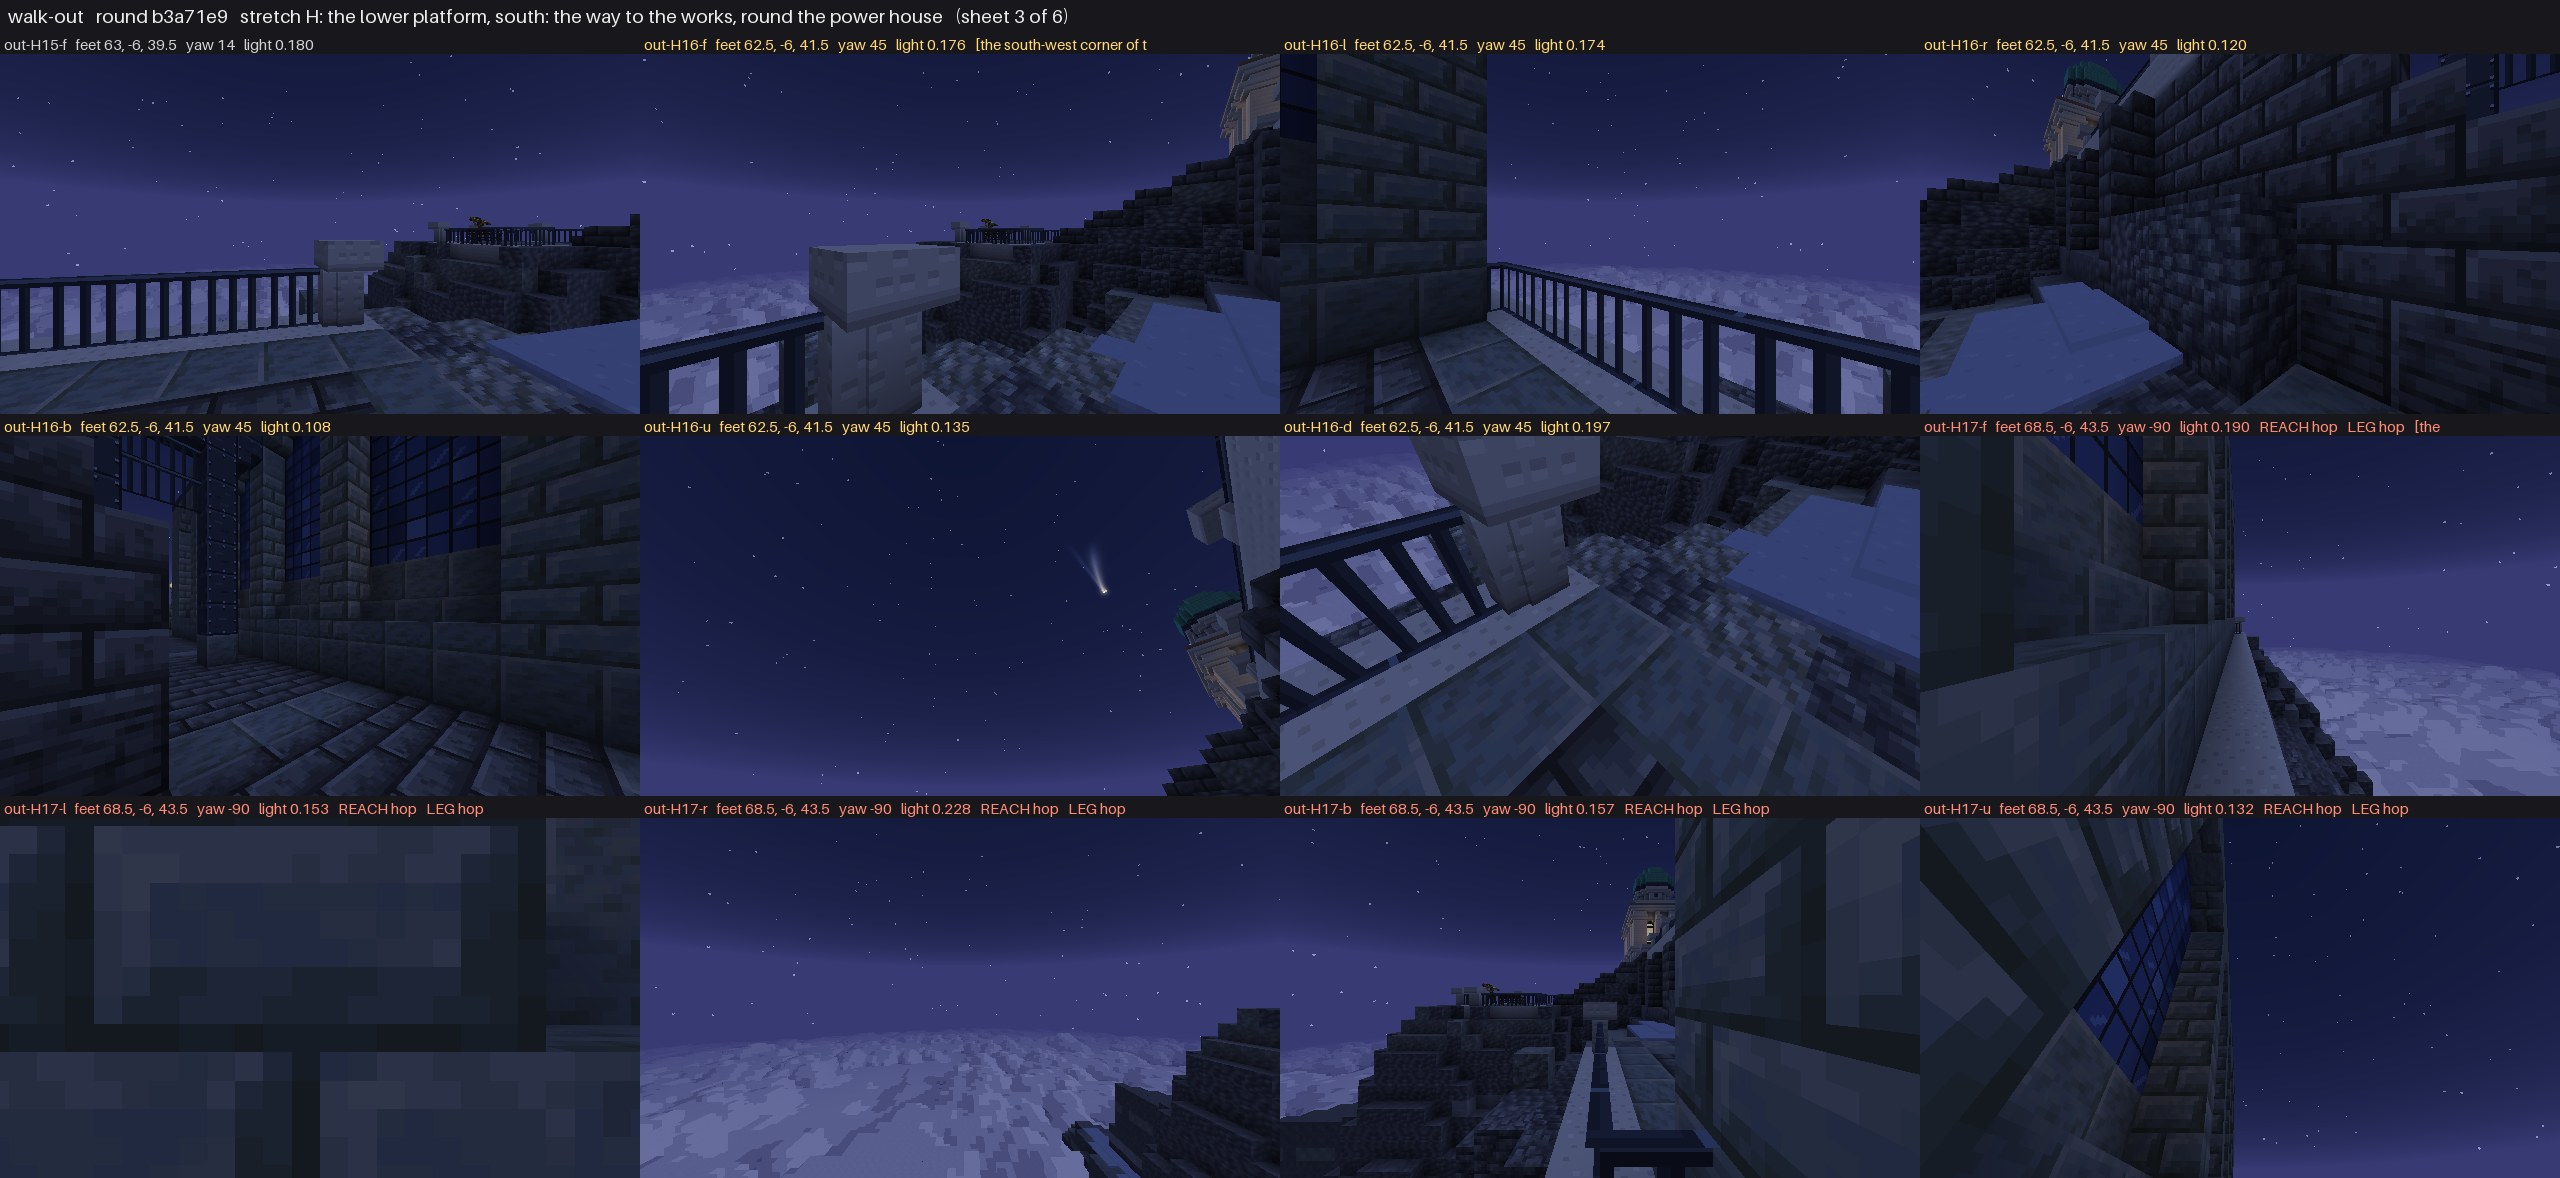 walk-out round b3a71e9 stretch H: the lower platform, south: the way to the works, round the power house (sheet 3 of 6)
out-H15-f feet 63, -6, 39.5 yaw 14 light 0.180
out-H16-f feet 62.5, -6, 41.5 yaw 45 light 0.176 [the south-west corner of t
out-H16-l feet 62.5, -6, 41.5 yaw 45 light 0.174
out-H16-r feet 62.5, -6, 41.5 yaw 45 light 0.120
out-H16-b feet 62.5, -6, 41.5 yaw 45 light 0.108
out-H16-u feet 62.5, -6, 41.5 yaw 45 light 0.135
out-H16-d feet 62.5, -6, 41.5 yaw 45 light 0.197
out-H17-f feet 68.5, -6, 43.5 yaw -90 light 0.190 REACH hop LEG hop [the
out-H17-l feet 68.5, -6, 43.5 yaw -90 light 0.153 REACH hop LEG hop
out-H17-r feet 68.5, -6, 43.5 yaw -90 light 0.228 REACH hop LEG hop
out-H17-b feet 68.5, -6, 43.5 yaw -90 light 0.157 REACH hop LEG hop
out-H17-u feet 68.5, -6, 43.5 yaw -90 light 0.132 REACH hop LEG hop